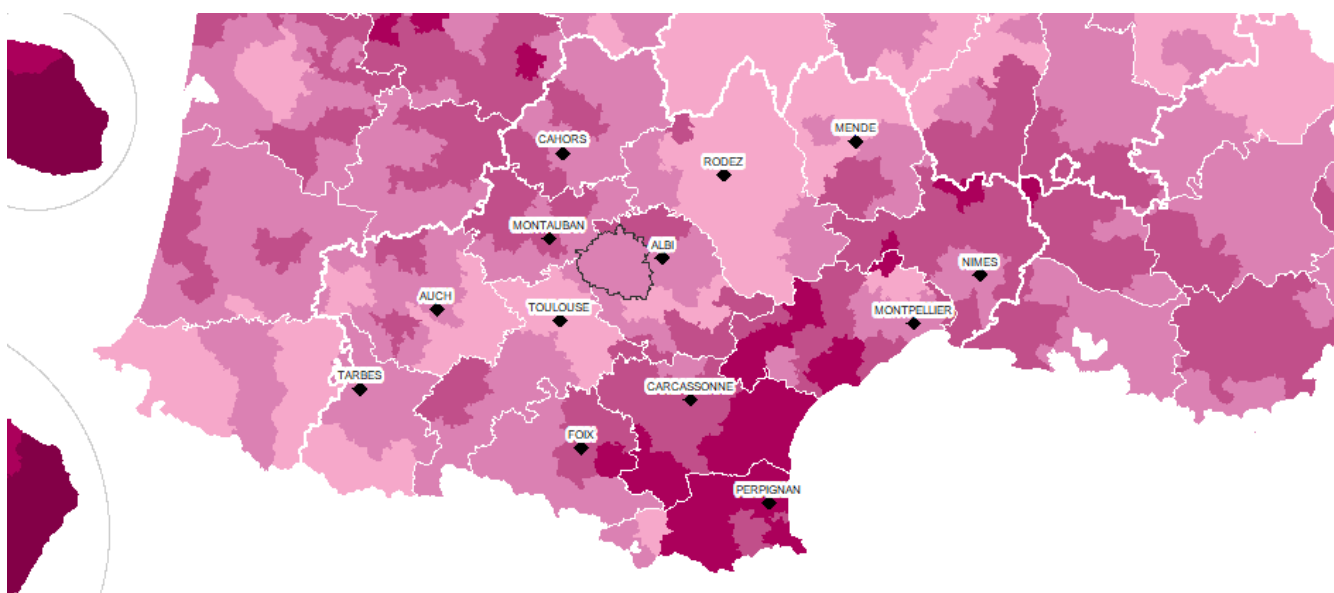 MENDE
CAHORS
RODEZ
MONTAUBAN
ALBI
NIMES
AUCH
TOULOUSE
MONTPELLIER
TARBES
CARCASSONNE
FOIX
PERPIGNAN